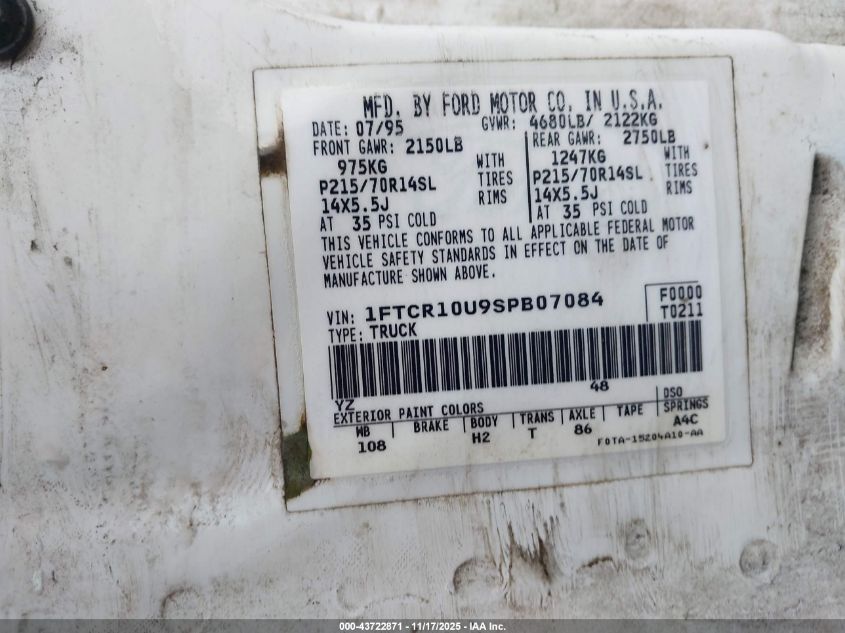 MFD. BY FORD MOTOR CO. IN U.S.A.
DATE: 07/95 GVWR: 4680LB/ 2122KG
FRONT GAWR: 2150LB REAR GAWR: 2750LB
975KG WITH 1247KG WITH
P215/70R14SL TIRES P215/70R14SL TIRES
14X5.5J RIMS 14X5.5J RIMS
AT 35 PSI COLD AT 35 PSI COLD
THIS VEHICLE CONFORMS TO ALL APPLICABLE FEDERAL MOTOR
VEHICLE SAFETY STANDARDS IN EFFECT ON THE DATE OF
MANUFACTURE SHOWN ABOVE.
VIN: 1FTCR10U9SPB07084 F0000
TYPE: TRUCK T0211
YZ 48
EXTERIOR PAINT COLORS DSO
WB BRAKE BODY TRANS AXLE TAPE SPRINGS
108 H2 T 86 A4C
F0TA-15204A10-AA
000-43722871 11/17/2025 IAA Inc.